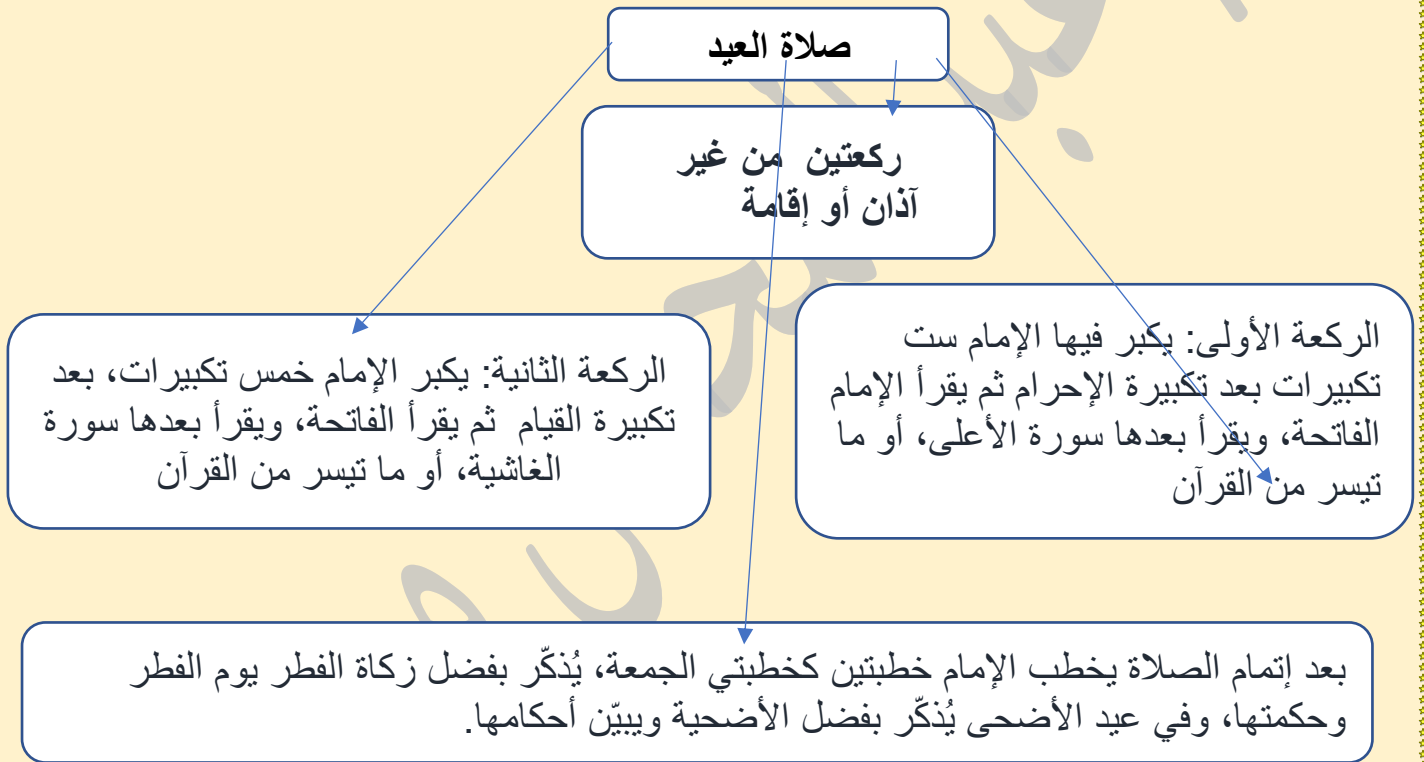 صلاة العيد
ركعتين من غير
آذان أو إقامة
الركعة الأولى: يكبر فيها الإمام ست
تكبيرات بعد تكبيرة الإحرام ثم يقرأ الإمام
الفاتحة، ويقرأ بعدها سورة الأعلى، أو ما
تيسر من القرآن
الركعة الثانية: يكبر الإمام خمس تكبيرات، بعد
تكبيرة القيام ثم يقرأ الفاتحة، ويقرأ بعدها سورة
الغاشية، أو ما تيسر من القرآن
بعد إتمام الصلاة يخطب الإمام خطبتين كخطبتي الجمعة، يُذكّر بفضل زكاة الفطر يوم الفطر
وحكمتها، وفي عيد الأضحى يُذكّر بفضل الأضحية ويبيّن أحكامها.